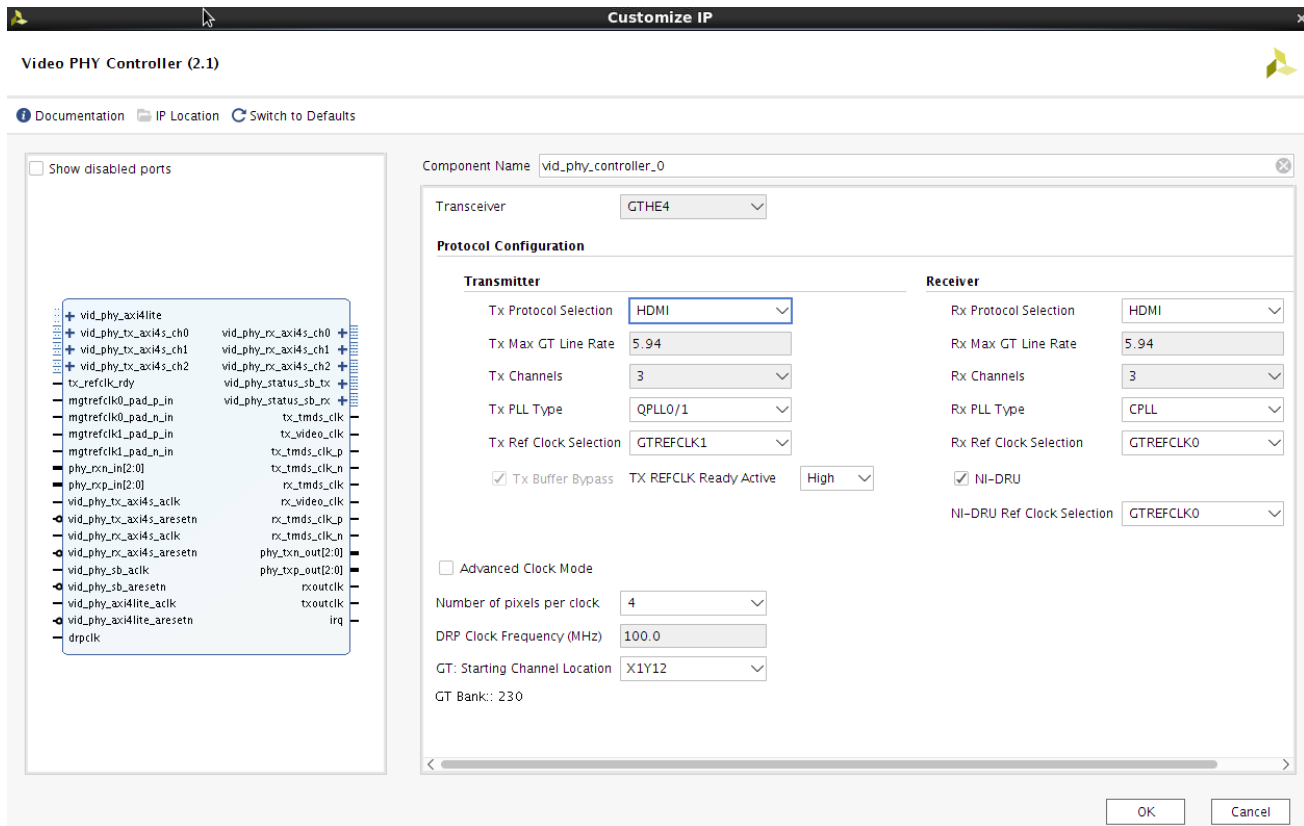 Customize IP
Video PHY Controller (2.1)
Documentation IP Location Switch to Defaults
Show disabled ports
vid_phy_axi4lite
vid_phy_tx_axi4s_ch0 vid_phy_rx_axi4s_ch0
vid_phy_tx_axi4s_ch1 vid_phy_rx_axi4s_ch1
vid_phy_tx_axi4s_ch2 vid_phy_rx_axi4s_ch2
tx_refclk_rdy vid_phy_status_sb_tx
mgtrefclk0_pad_p_in vid_phy_status_sb_rx
mgtrefclk0_pad_n_in tx_tmds_clk
mgtrefclk1_pad_p_in tx_video_clk
mgtrefclk1_pad_n_in tx_tmds_clk_p
phy_rxn_in[2:0] tx_tmds_clk_n
phy_rxp_in[2:0] rx_tmds_clk
vid_phy_tx_axi4s_aclk rx_video_clk
vid_phy_tx_axi4s_aresetn rx_tmds_clk_p
vid_phy_rx_axi4s_aclk rx_tmds_clk_n
vid_phy_rx_axi4s_aresetn phy_txn_out[2:0]
vid_phy_sb_aclk phy_txp_out[2:0]
vid_phy_sb_aresetn rxoutclk
vid_phy_axi4lite_aclk txoutclk
vid_phy_axi4lite_aresetn irq
drpclk
Component Name vid_phy_controller_0
Transceiver GTHE4
Protocol Configuration
Transmitter Receiver
Tx Protocol Selection HDMI Rx Protocol Selection HDMI
Tx Max GT Line Rate 5.94 Rx Max GT Line Rate 5.94
Tx Channels 3 Rx Channels 3
Tx PLL Type QPLL0/1 Rx PLL Type CPLL
Tx Ref Clock Selection GTREFCLK1 Rx Ref Clock Selection GTREFCLK0
Tx Buffer Bypass TX REFCLK Ready Active High NI-DRU
NI-DRU Ref Clock Selection GTREFCLK0
Advanced Clock Mode
Number of pixels per clock 4
DRP Clock Frequency (MHz) 100.0
GT: Starting Channel Location X1Y12
GT Bank:: 230
OK Cancel